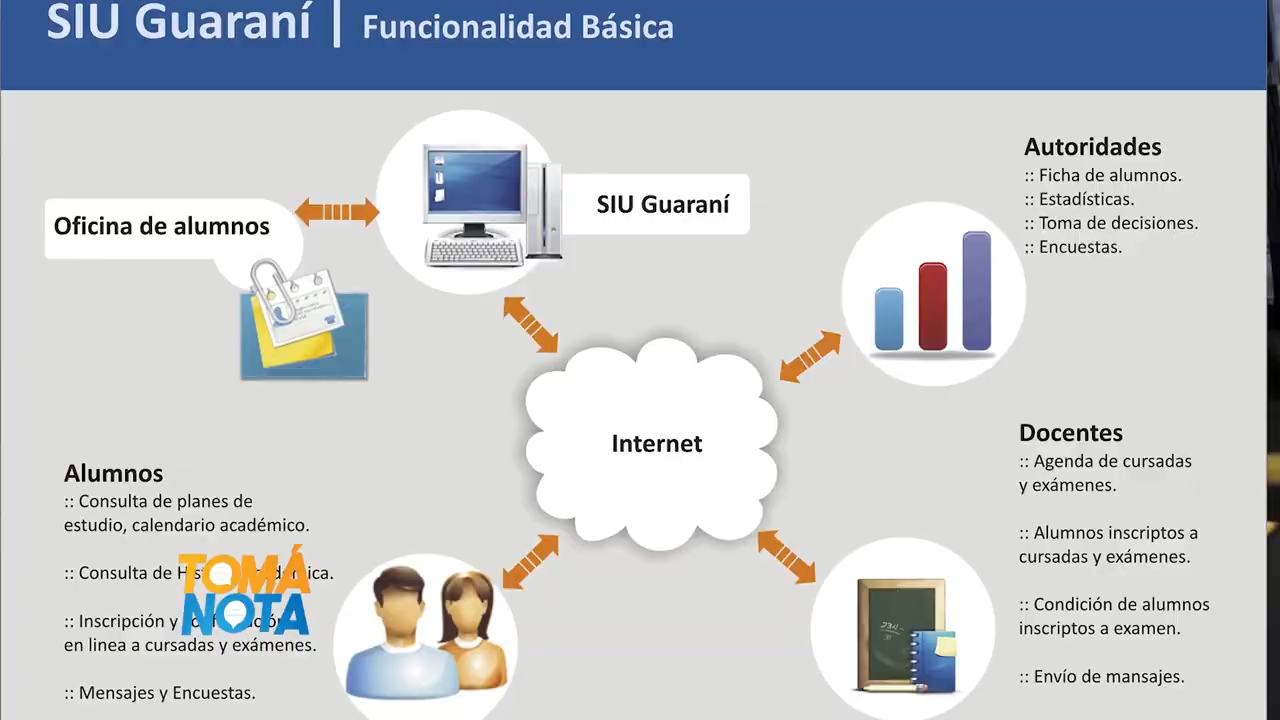 SIU Guaraní | Funcionalidad Básica
Oficina de alumnos
SIU Guaraní
Autoridades
:: Ficha de alumnos.
:: Estadísticas.
:: Toma de decisiones.
:: Encuestas.
Internet
Alumnos
:: Consulta de planes de
estudio, calendario académico.
:: Consulta de
:: Inscripción y
en linea a cursadas y exámenes.
:: Mensajes y Encuestas.
TOMÁ
NOTA
Docentes
:: Agenda de cursadas
y exámenes.
:: Alumnos inscriptos a
cursadas y exámenes.
:: Condición de alumnos
inscriptos a examen.
:: Envío de mansajes.